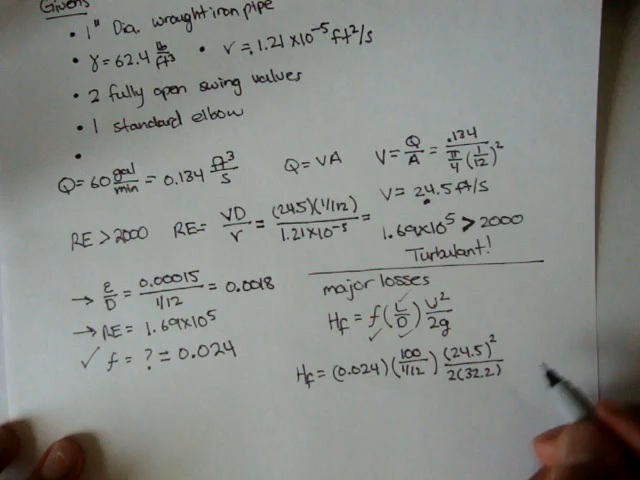 Givens
• 1" Dia. wrought iron pipe
• γ = 62.4 lb/ft³ • ν = 1.21 x10⁻⁵ ft²/s
• 2 fully open swing valves
• 1 standard elbow
•
Q = 60 gal/min = 0.134 ft³/s Q = VA V = Q/A = .134 / (π/4 (1/12)²)
V = 24.5 ft/s
RE > 2000 RE = VD/ν = (24.5)(1/12) / 1.21x10⁻⁵ = 1.69x10⁵ > 2000
Turbulant!
→ ε/D = 0.00015 / 1/12 = 0.0018
→ RE = 1.69x10⁵
✓ f = ? = 0.024
major losses
Hf = f (L/D) V²/2g
Hf = (0.024) (100 / 1/12) (24.5)² / 2(32.2)